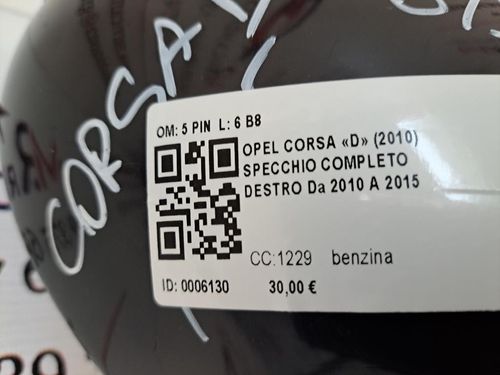 CORSA
OM: 5 PIN L: 6 B8
OPEL CORSA «D» (2010)
SPECCHIO COMPLETO
DESTRO Da 2010 A 2015
CC:1229 benzina
ID: 0006130 30,00 €